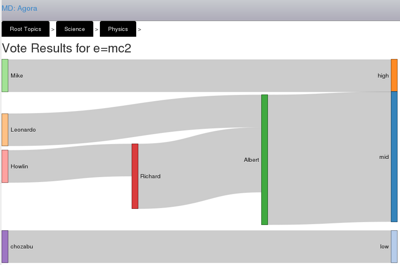 MD: Agora
Root Topics > Science > Physics >
Vote Results for e=mc2
Mike high
Leonardo
Albert mid
Howlin
Richard
chozabu low